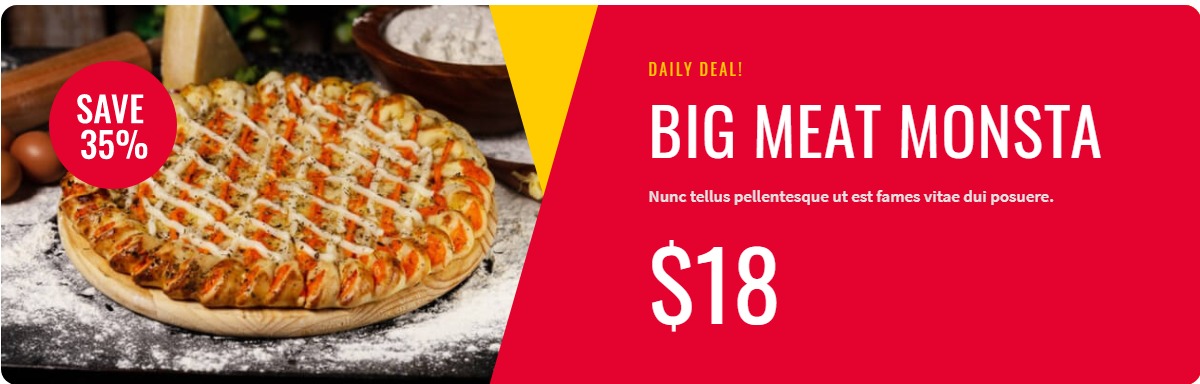 SAVE
35%
DAILY DEAL!
BIG MEAT MONSTA
Nunc tellus pellentesque ut est fames vitae dui posuere.
$18